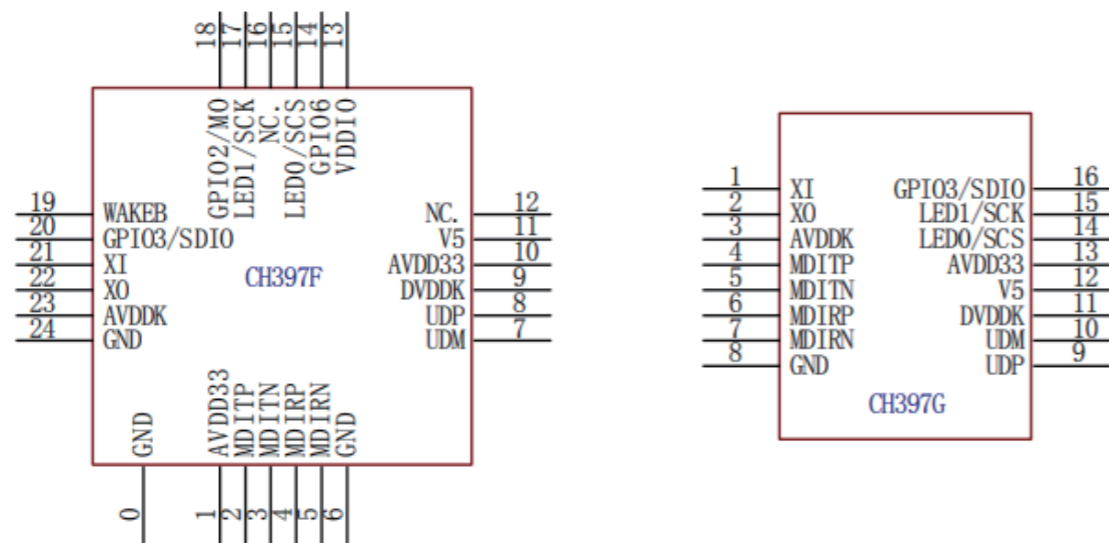 18 17 16 15 14 13
GPIO2/MO
LED1/SCK
NC.
LED0/SCS
GPIO6
VDDIO
19 WAKEB
20 GPIO3/SDIO
21 XI
22 XO
23 AVDDK
24 GND
CH397F
NC. 12
V5 11
AVDD33 10
DVDDK 9
UDP 8
UDM 7
GND
AVDD33
MDITP
MDITN
MDIRP
MDIRN
GND
0 1 2 3 4 5 6
1 XI
2 XO
3 AVDDK
4 MDITP
5 MDITN
6 MDIRP
7 MDIRN
8 GND
GPIO3/SDIO 16
LED1/SCK 15
LED0/SCS 14
AVDD33 13
V5 12
DVDDK 11
UDM 10
UDP 9
CH397G